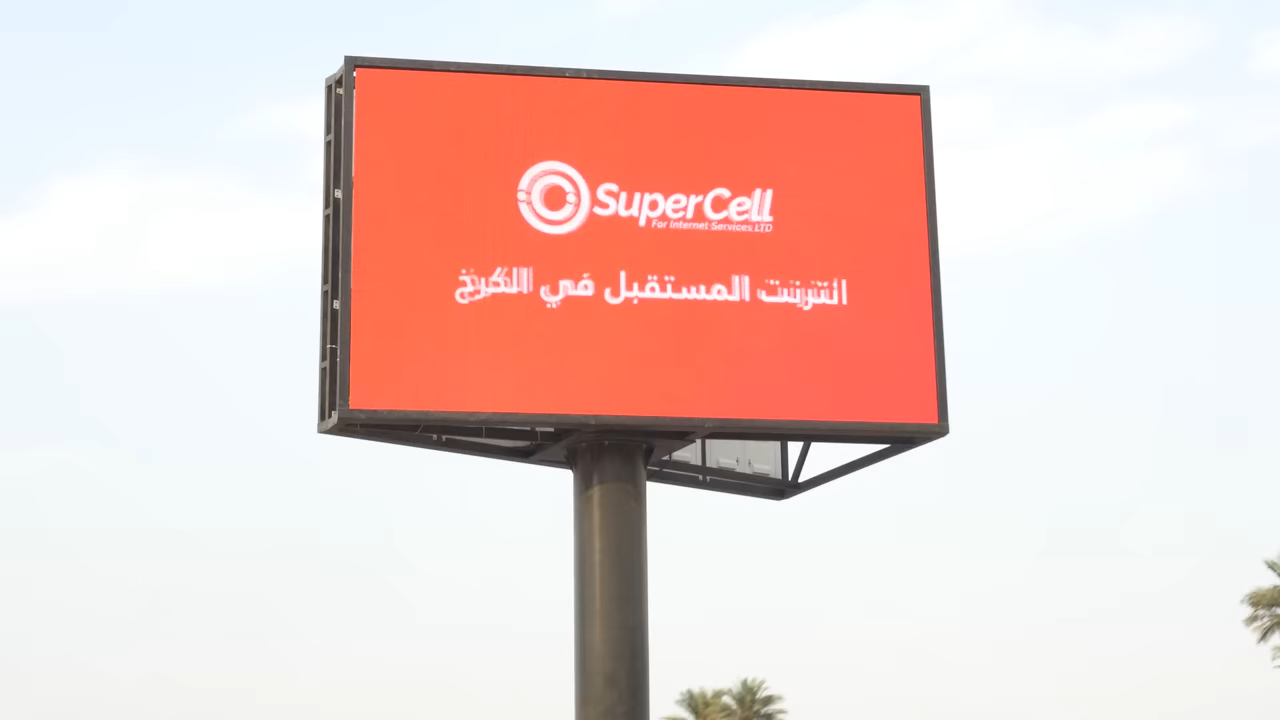 SuperCell
For Internet Services LTD
انترنت المستقبل في الكرخ